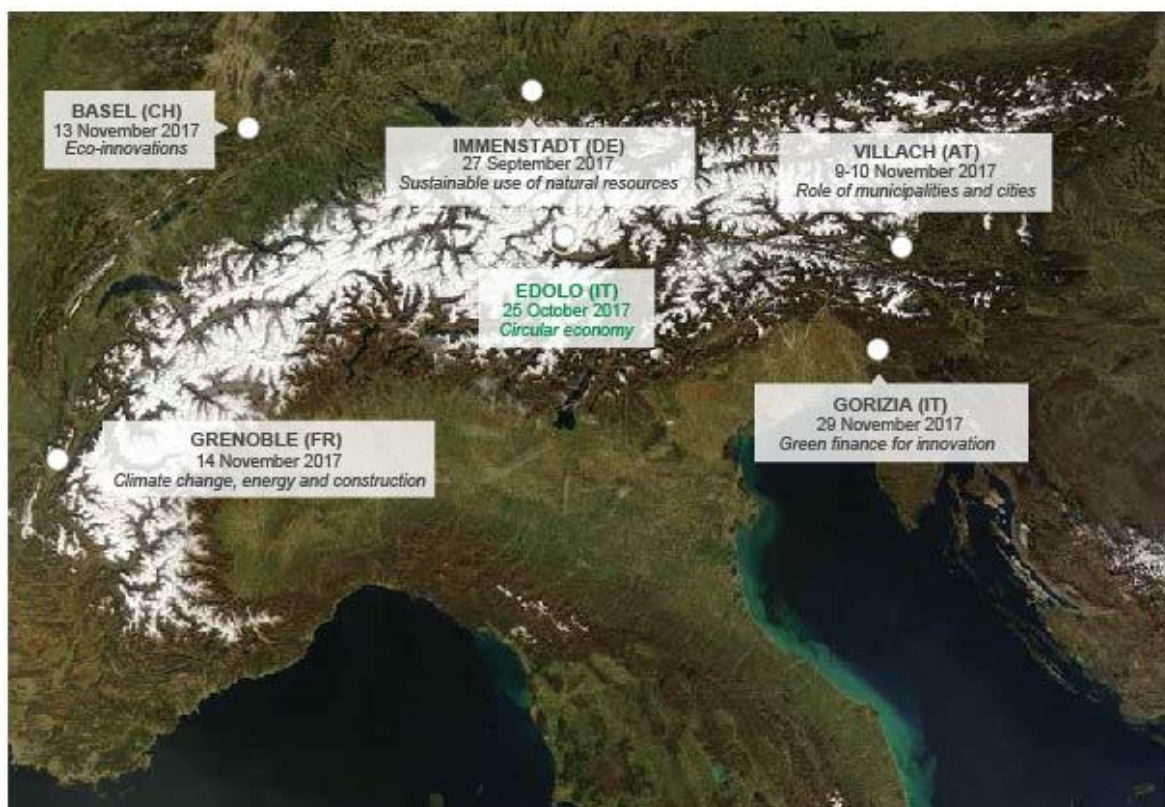 BASEL (CH)
13 November 2017
Eco-innovations
IMMENSTADT (DE)
27 September 2017
Sustainable use of natural resources
VILLACH (AT)
9-10 November 2017
Role of municipalities and cities
EDOLO (IT)
25 October 2017
Circular economy
GORIZIA (IT)
29 November 2017
Green finance for innovation
GRENOBLE (FR)
14 November 2017
Climate change, energy and construction